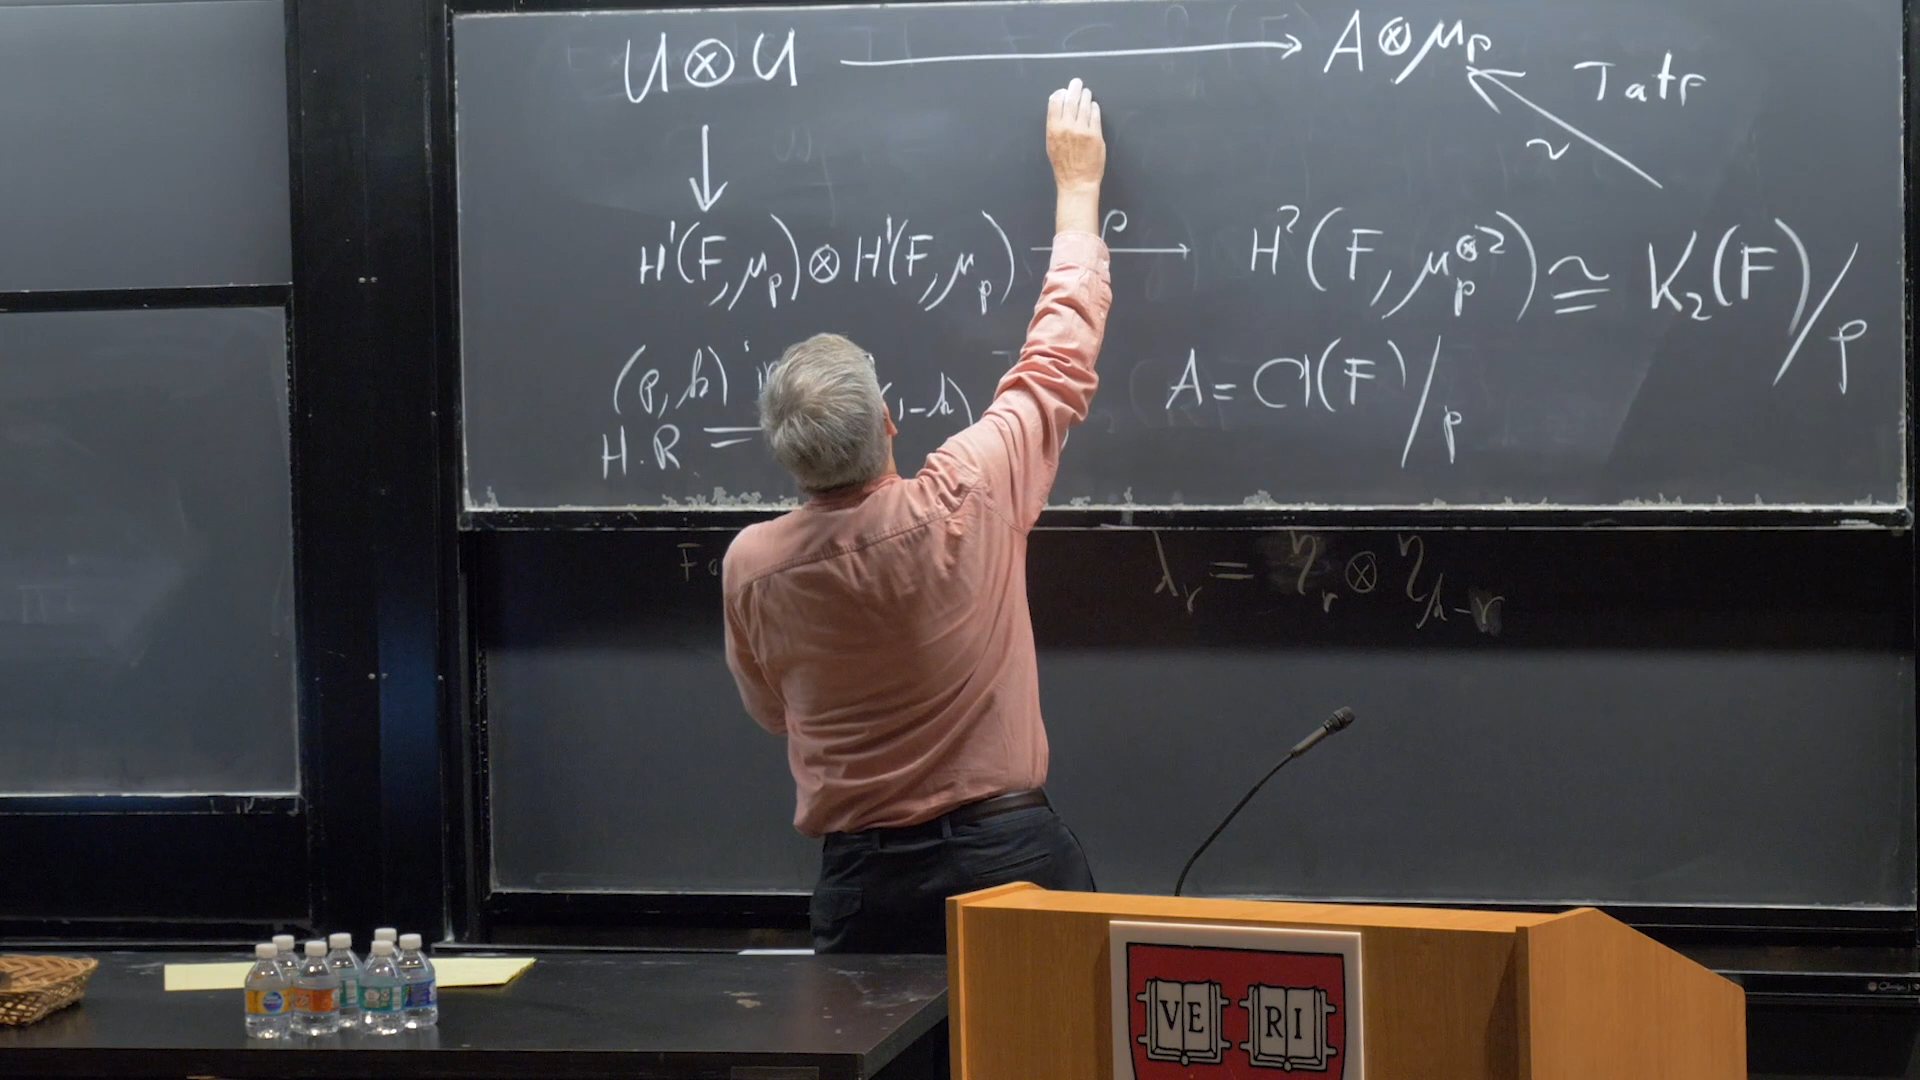 U ⊗ U ⟶ A ⊗ μ_p Tate
~
H¹(F, μ_p) ⊗ H¹(F, μ_p) ⟶ H²(F, μ_p^{⊗2}) ≅ K₂(F)/p
(p, h) A = Cl(F)/p
H.R =
λ_r = η_r ⊗ η_{h-r}
VE RI